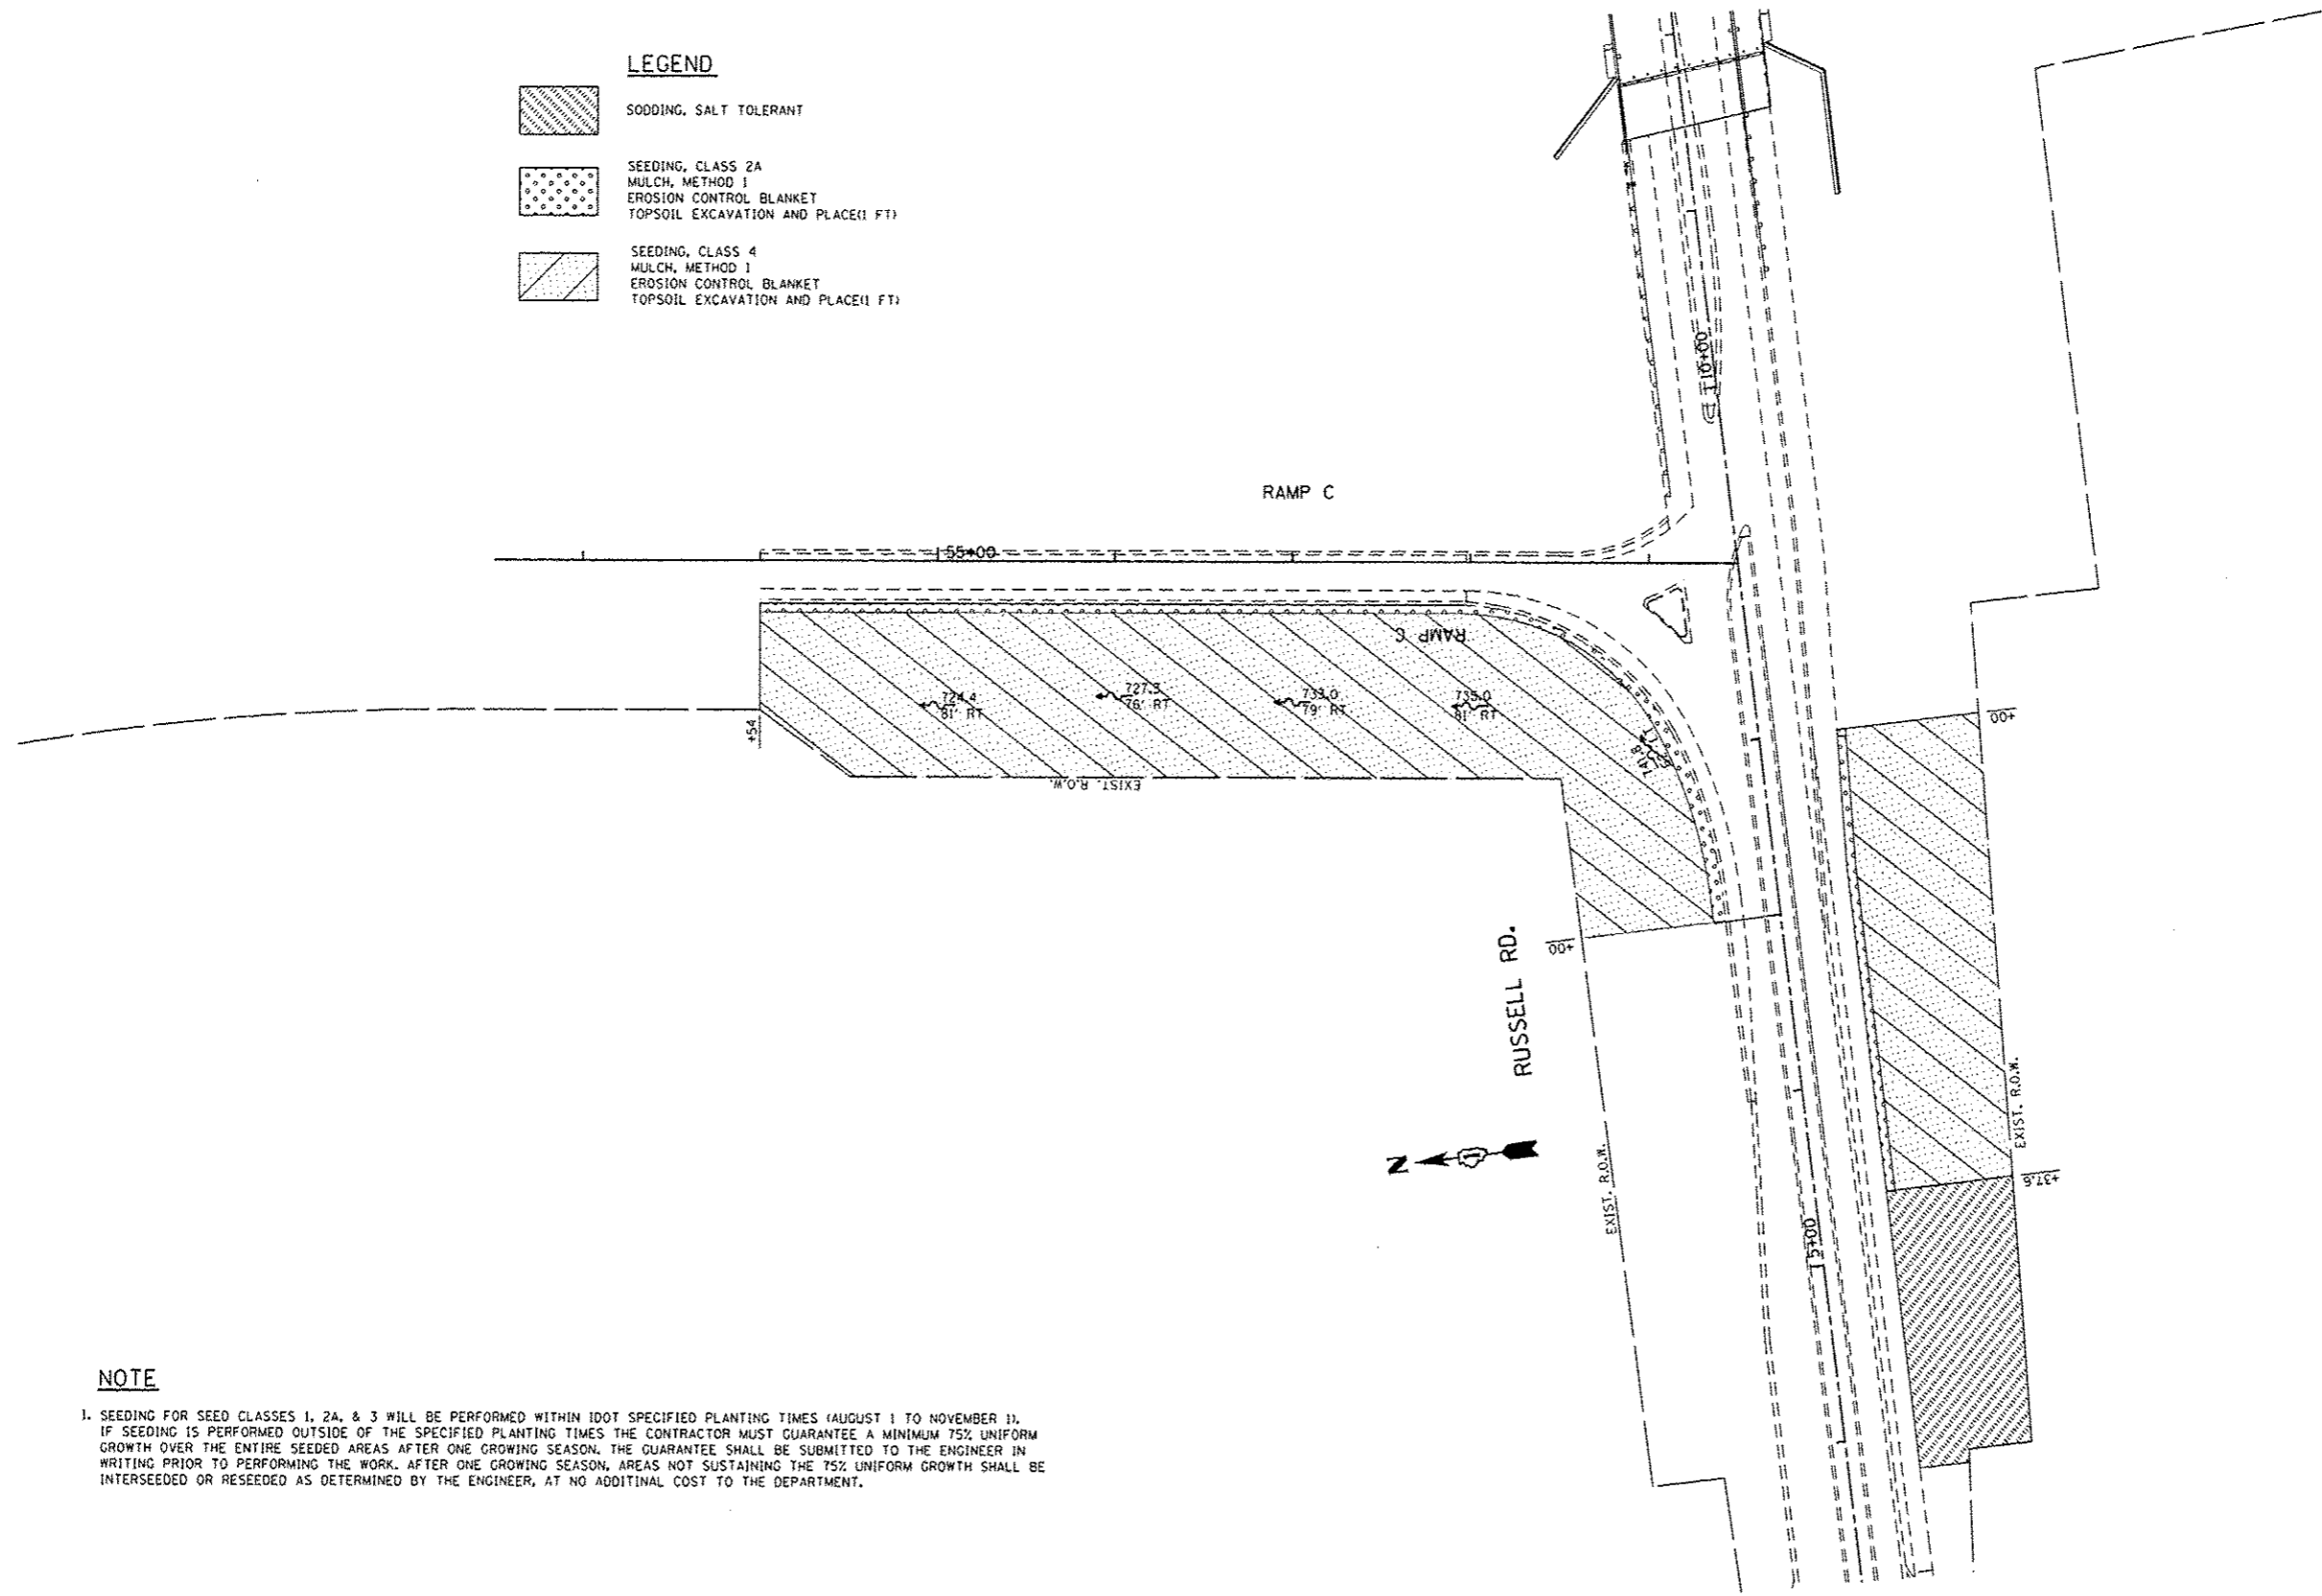 LEGEND
SODDING, SALT TOLERANT
SEEDING, CLASS 2A
MULCH, METHOD 1
EROSION CONTROL BLANKET
TOPSOIL EXCAVATION AND PLACE(1 FT)
SEEDING, CLASS 4
MULCH, METHOD 1
EROSION CONTROL BLANKET
TOPSOIL EXCAVATION AND PLACE(1 FT)
110+00
RAMP C
55+00
RAMP C
724.4
81' RT
727.3
76' RT
733.0
79' RT
735.0
81' RT
740.8
+54
EXIST. R.O.W.
+00
+00
RUSSELL RD.
EXIST. R.O.W.
EXIST. R.O.W.
N
+37.6
15+00
NOTE
1. SEEDING FOR SEED CLASSES 1, 2A, & 3 WILL BE PERFORMED WITHIN IDOT SPECIFIED PLANTING TIMES (AUGUST 1 TO NOVEMBER 1).
IF SEEDING IS PERFORMED OUTSIDE OF THE SPECIFIED PLANTING TIMES THE CONTRACTOR MUST GUARANTEE A MINIMUM 75% UNIFORM
GROWTH OVER THE ENTIRE SEEDED AREAS AFTER ONE GROWING SEASON. THE GUARANTEE SHALL BE SUBMITTED TO THE ENGINEER IN
WRITING PRIOR TO PERFORMING THE WORK. AFTER ONE GROWING SEASON, AREAS NOT SUSTAINING THE 75% UNIFORM GROWTH SHALL BE
INTERSEEDED OR RESEEDED AS DETERMINED BY THE ENGINEER, AT NO ADDITINAL COST TO THE DEPARTMENT.